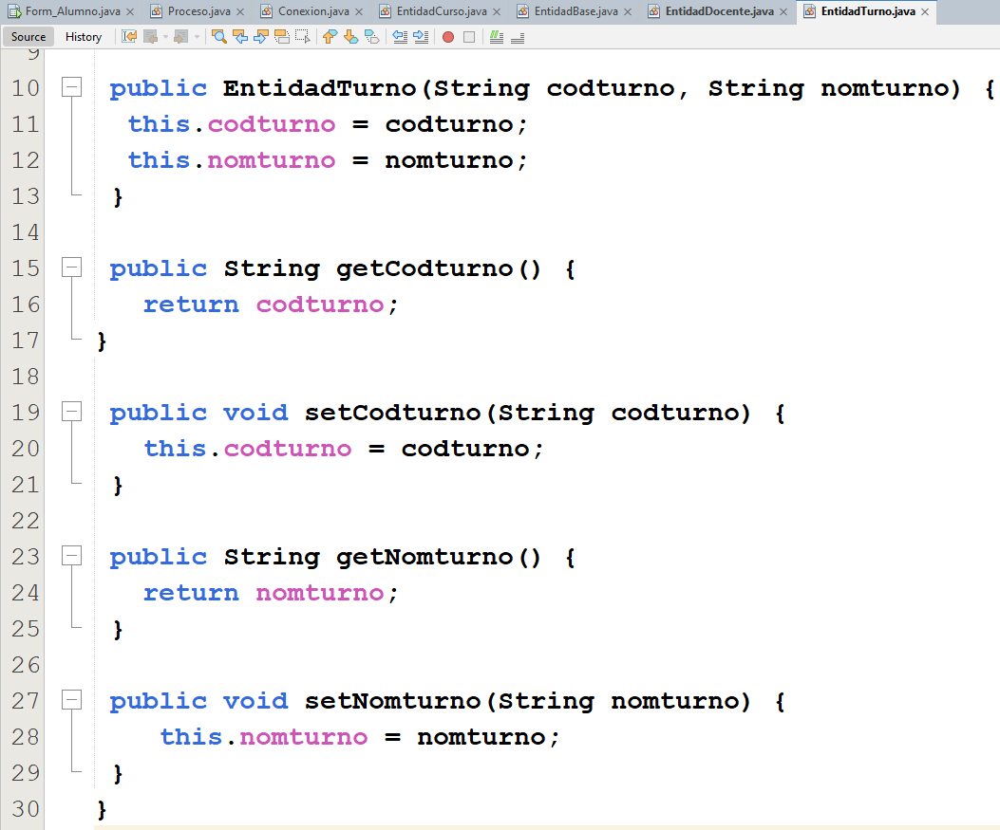 Form_Alumno.java Proceso.java Conexion.java EntidadCurso.java EntidadBase.java EntidadDocente.java EntidadTurno.java
Source History
9
10 public EntidadTurno(String codturno, String nomturno) {
11 this.codturno = codturno;
12 this.nomturno = nomturno;
13 }
14
15 public String getCodturno() {
16 return codturno;
17 }
18
19 public void setCodturno(String codturno) {
20 this.codturno = codturno;
21 }
22
23 public String getNomturno() {
24 return nomturno;
25 }
26
27 public void setNomturno(String nomturno) {
28 this.nomturno = nomturno;
29 }
30 }